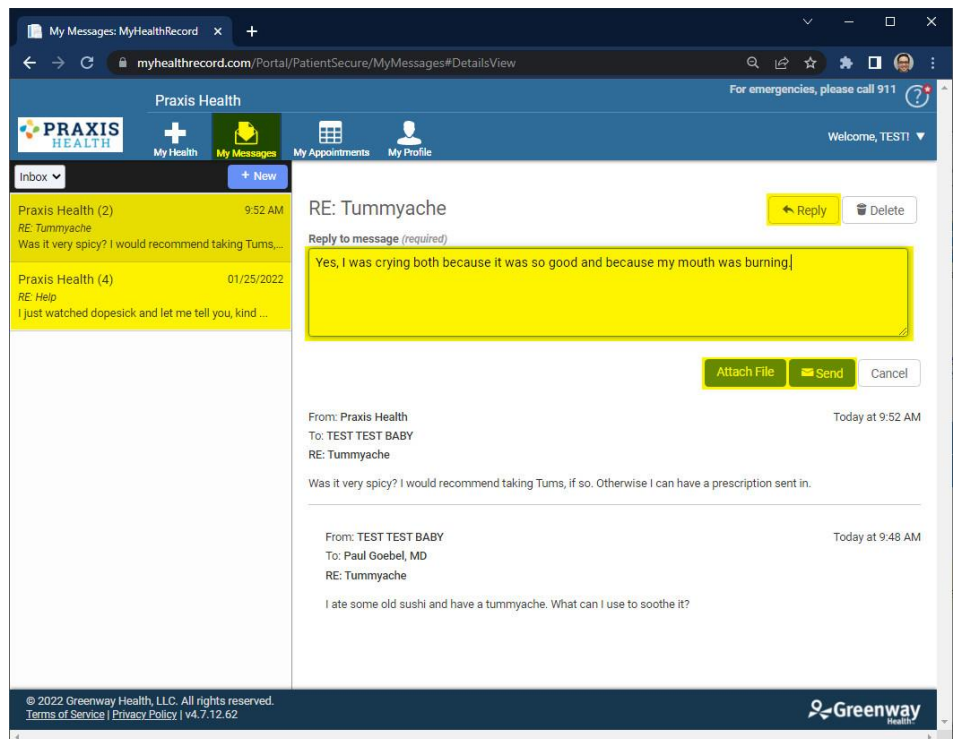 My Messages: MyHealthRecord
myhealthrecord.com/Portal/PatientSecure/MyMessages#DetailsView
Praxis Health
For emergencies, please call 911
PRAXIS
HEALTH
My Health
My Messages
My Appointments
My Profile
Welcome, TEST!
Inbox
+ New
Praxis Health (2) 9:52 AM
RE: Tummyache
Was it very spicy? I would recommend taking Tums,...
Praxis Health (4) 01/25/2022
RE: Help
I just watched dopesick and let me tell you, kind ...
RE: Tummyache
Reply
Delete
Reply to message (required)
Yes, I was crying both because it was so good and because my mouth was burning.
Attach File
Send
Cancel
From: Praxis Health Today at 9:52 AM
To: TEST TEST BABY
RE: Tummyache
Was it very spicy? I would recommend taking Tums, if so. Otherwise I can have a prescription sent in.
From: TEST TEST BABY Today at 9:48 AM
To: Paul Goebel, MD
RE: Tummyache
I ate some old sushi and have a tummyache. What can I use to soothe it?
© 2022 Greenway Health, LLC. All rights reserved.
Terms of Service | Privacy Policy | v4.7.12.62
Greenway
Health